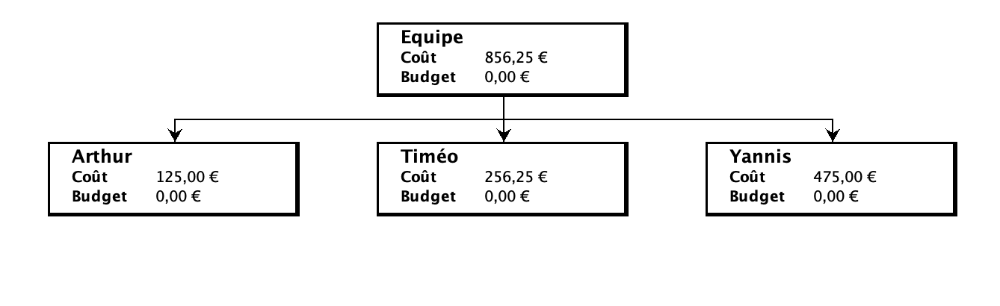 Equipe
Coût 856,25 €
Budget 0,00 €
Arthur
Coût 125,00 €
Budget 0,00 €
Timéo
Coût 256,25 €
Budget 0,00 €
Yannis
Coût 475,00 €
Budget 0,00 €